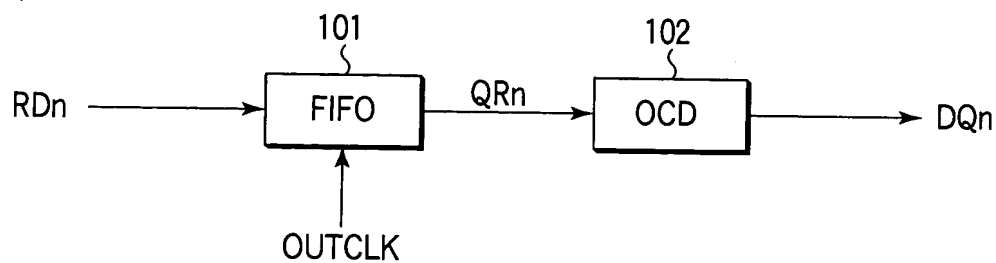 101
102
RDn
FIFO
QRn
OCD
DQn
OUTCLK